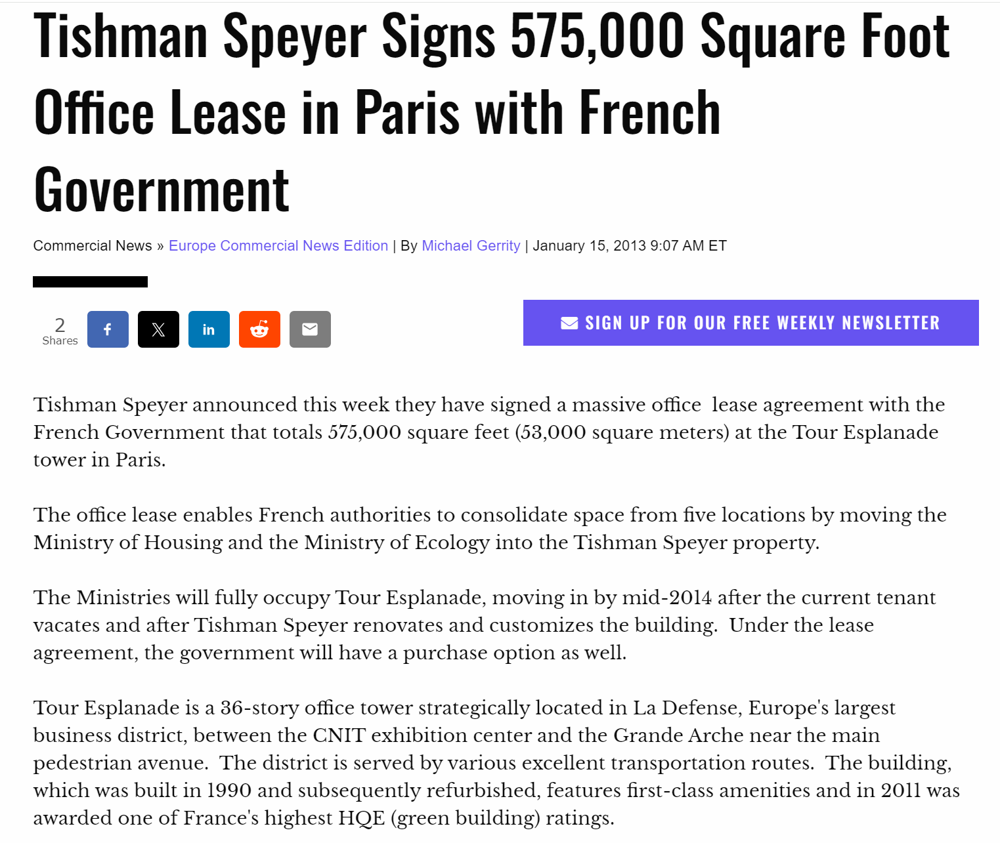 Tishman Speyer Signs 575,000 Square Foot
Office Lease in Paris with French
Government
Commercial News » Europe Commercial News Edition | By Michael Gerrity | January 15, 2013 9:07 AM ET
2
Shares
SIGN UP FOR OUR FREE WEEKLY NEWSLETTER
Tishman Speyer announced this week they have signed a massive office  lease agreement with the
French Government that totals 575,000 square feet (53,000 square meters) at the Tour Esplanade
tower in Paris.
The office lease enables French authorities to consolidate space from five locations by moving the
Ministry of Housing and the Ministry of Ecology into the Tishman Speyer property.
The Ministries will fully occupy Tour Esplanade, moving in by mid-2014 after the current tenant
vacates and after Tishman Speyer renovates and customizes the building.  Under the lease
agreement, the government will have a purchase option as well.
Tour Esplanade is a 36-story office tower strategically located in La Defense, Europe's largest
business district, between the CNIT exhibition center and the Grande Arche near the main
pedestrian avenue.  The district is served by various excellent transportation routes.  The building,
which was built in 1990 and subsequently refurbished, features first-class amenities and in 2011 was
awarded one of France's highest HQE (green building) ratings.